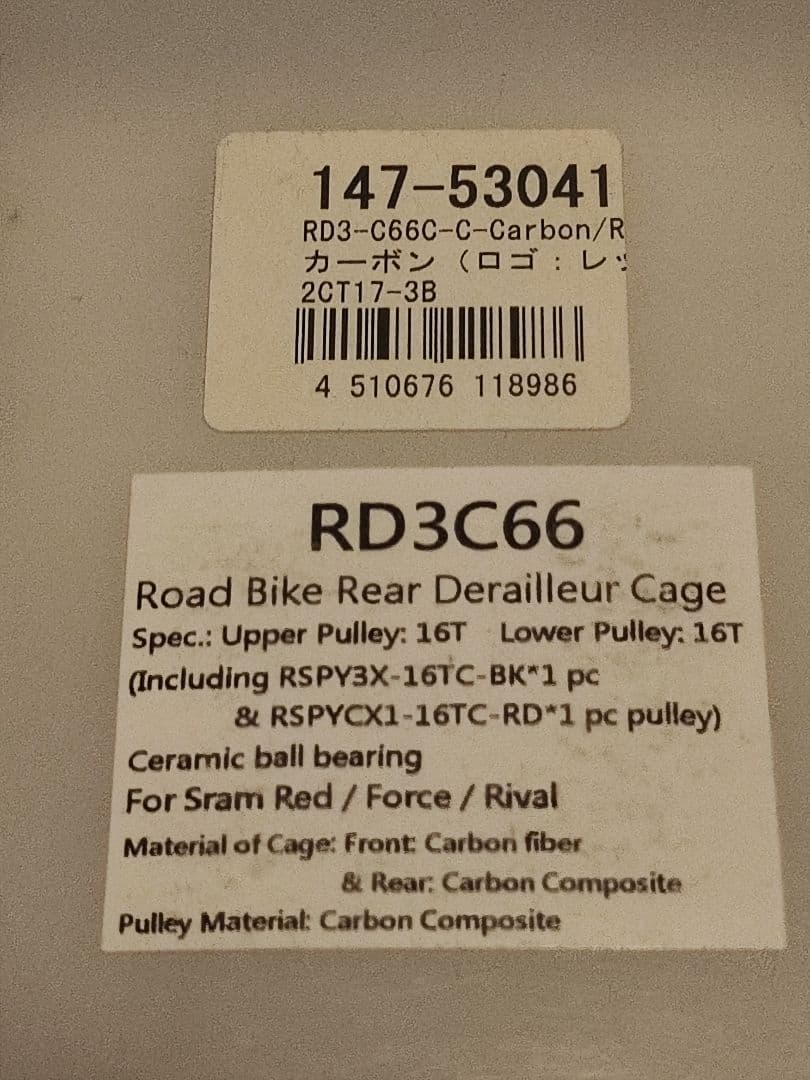 147-53041
RD3-C66C-C-Carbon/R
カーボン（ロゴ：レッ
2CT17-3B
4 510676 118986
RD3C66
Road Bike Rear Derailleur Cage
Spec.: Upper Pulley: 16T Lower Pulley: 16T
(Including RSPY3X-16TC-BK*1 pc
& RSPYCX1-16TC-RD*1 pc pulley)
Ceramic ball bearing
For Sram Red / Force / Rival
Material of Cage: Front: Carbon fiber
& Rear: Carbon Composite
Pulley Material: Carbon Composite